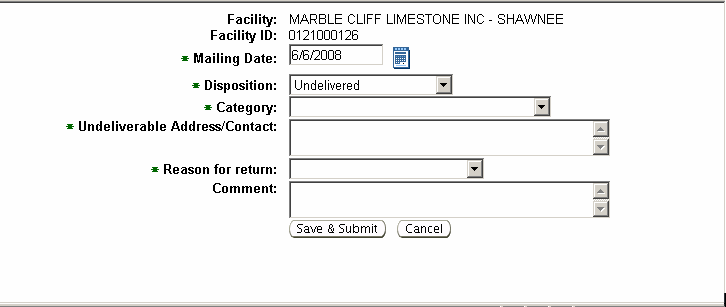 Facility: MARBLE CLIFF LIMESTONE INC - SHAWNEE
Facility ID: 0121000126
* Mailing Date: 6/6/2008
* Disposition: Undelivered
* Category:
* Undeliverable Address/Contact:
* Reason for return:
Comment:
Save & Submit Cancel